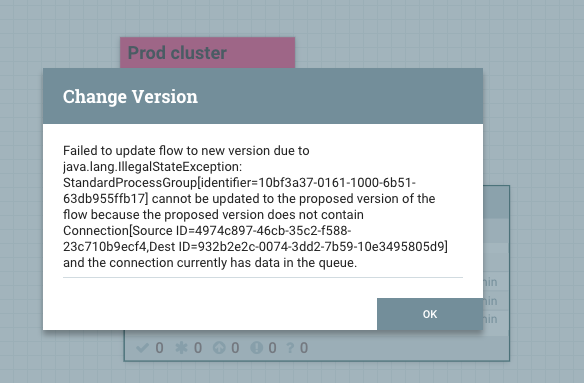 Prod cluster
Change Version
Failed to update flow to new version due to
java.lang.IllegalStateException:
StandardProcessGroup[identifier=10bf3a37-0161-1000-6b51-
63db955ffb17] cannot be updated to the proposed version of the
flow because the proposed version does not contain
Connection[Source ID=4974c897-46cb-35c2-f588-
23c710b9ecf4,Dest ID=932b2e2c-0074-3dd2-7b59-10e3495805d9]
and the connection currently has data in the queue.
OK
0 0 0 0 ? 0